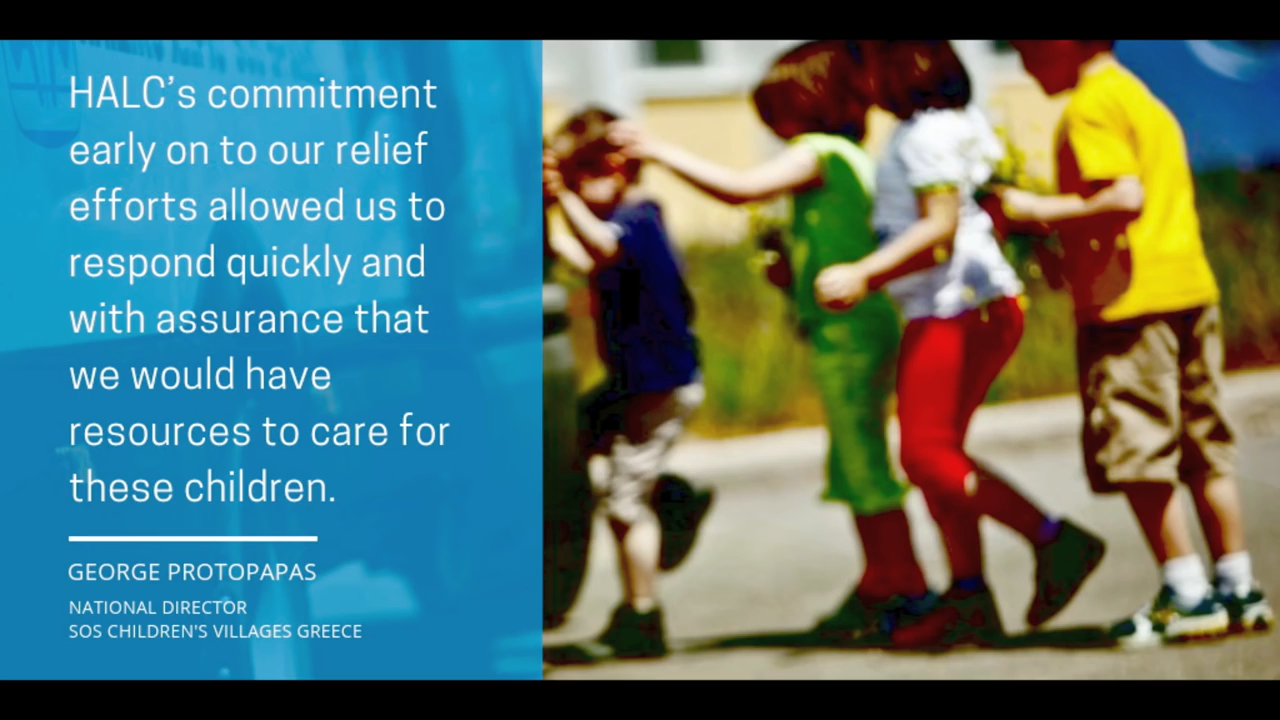 HALC’s commitment
early on to our relief
efforts allowed us to
respond quickly and
with assurance that
we would have
resources to care for
these children.
GEORGE PROTOPAPAS
NATIONAL DIRECTOR
SOS CHILDREN'S VILLAGES GREECE